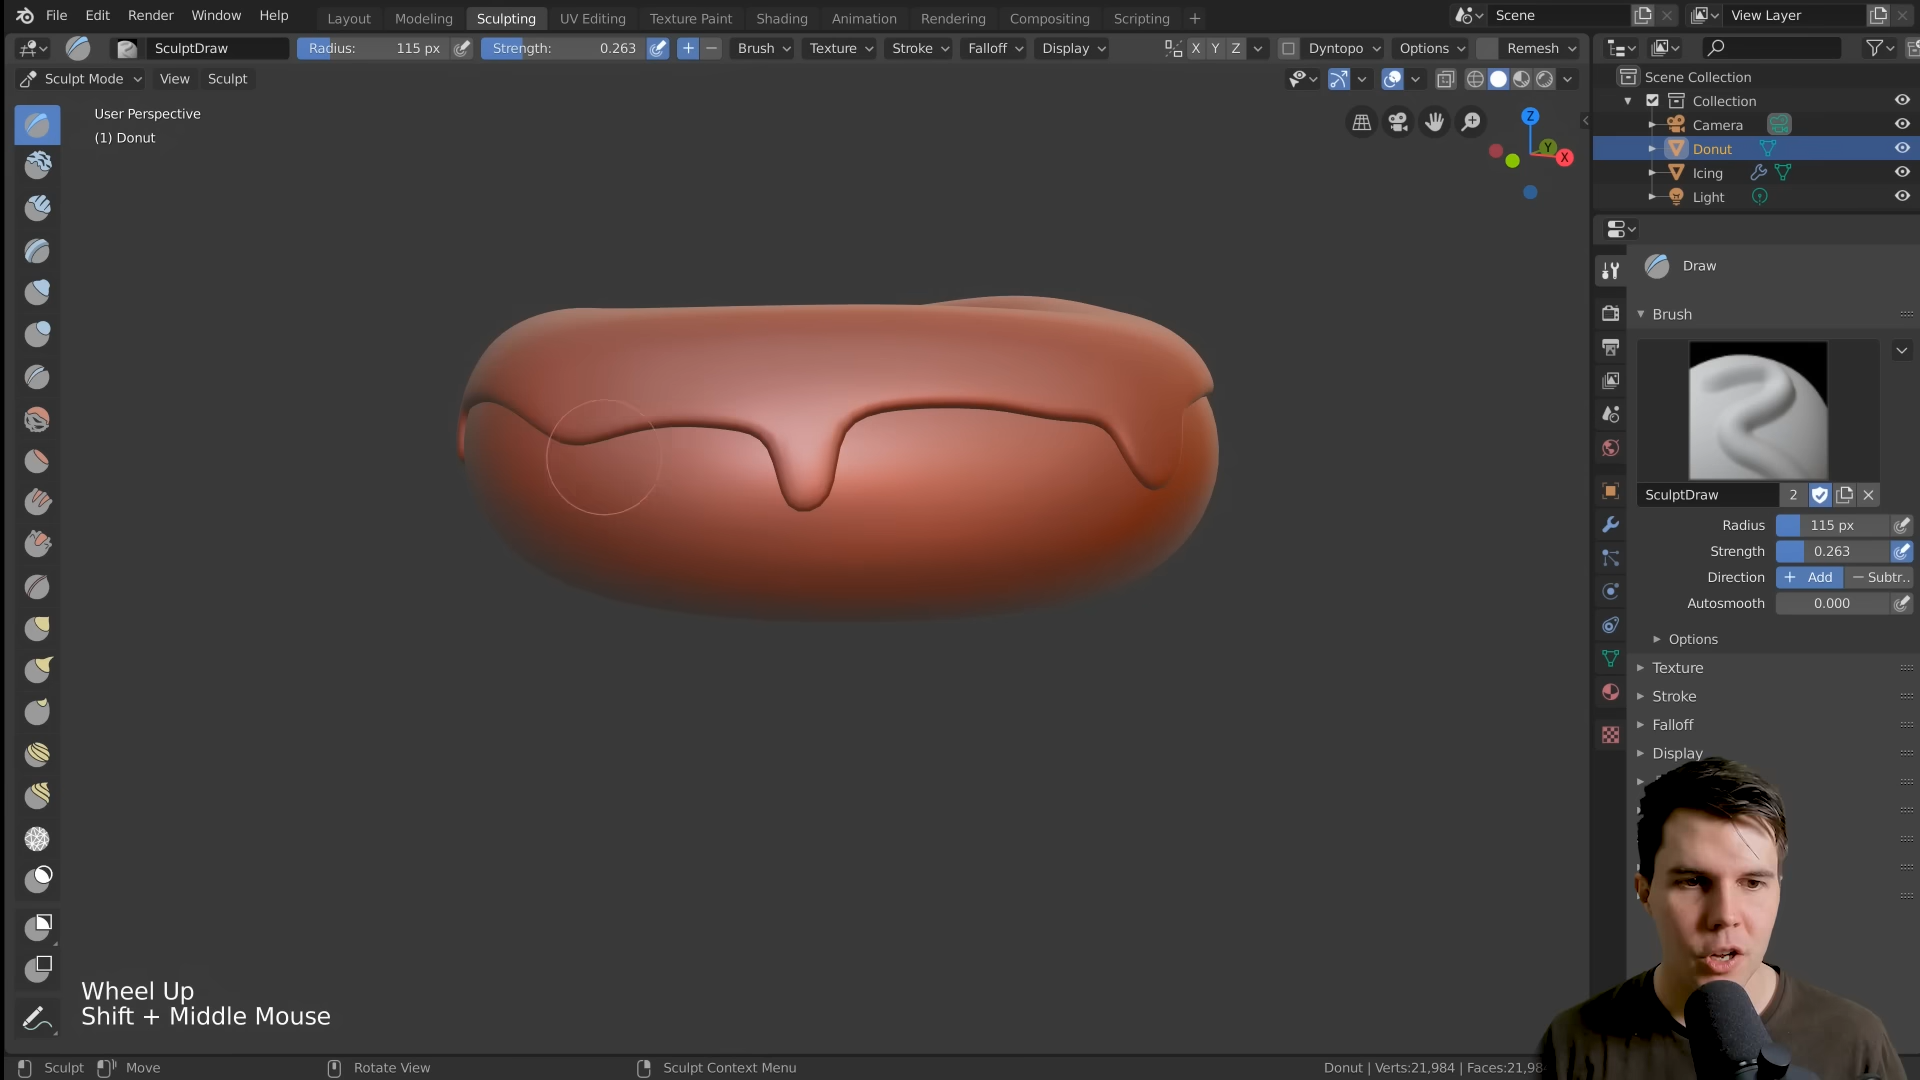 File Edit Render Window Help Layout Modeling Sculpting UV Editing Texture Paint Shading Animation Rendering Compositing Scripting + Scene View Layer
SculptDraw Radius: 115 px Strength: 0.263 Brush Texture Stroke Falloff Display X Y Z Dyntopo Options Remesh
Sculpt Mode View Sculpt
User Perspective
(1) Donut
Z
Y
X
Scene Collection
Collection
Camera
Donut
Icing
Light
Draw
Brush
SculptDraw 2
Radius 115 px
Strength 0.263
Direction + Add − Subtr..
Autosmooth 0.000
Options
Texture
Stroke
Falloff
Display
Wheel Up
Shift + Middle Mouse
Sculpt Move Rotate View Sculpt Context Menu Donut | Verts:21,984 | Faces:21,98